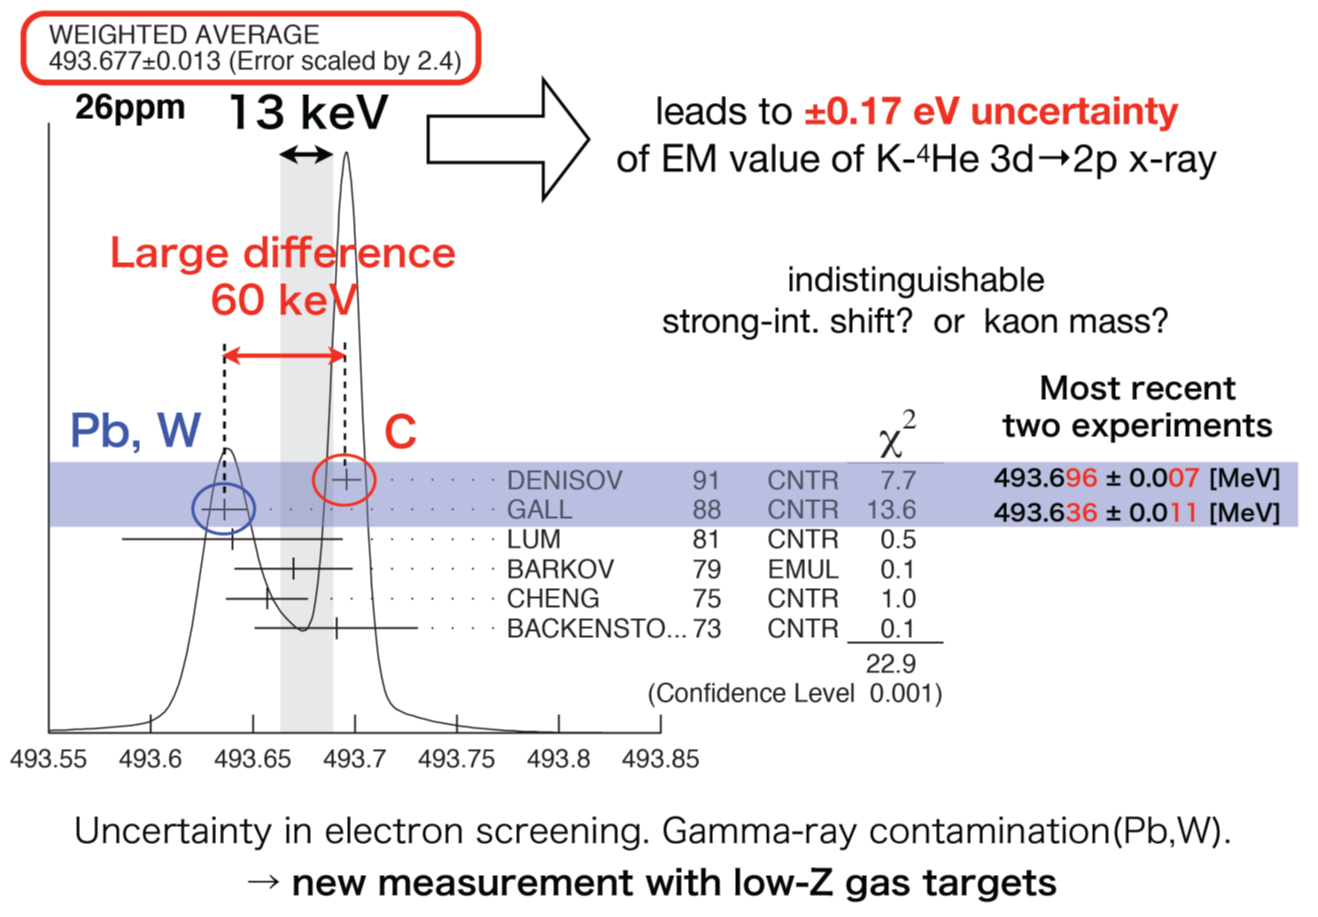 WEIGHTED AVERAGE
493.677±0.013 (Error scaled by 2.4)
26ppm
13 keV
leads to ±0.17 eV uncertainty
of EM value of K-⁴He 3d→2p x-ray
Large difference
60 keV
indistinguishable
strong-int. shift? or kaon mass?
Most recent
two experiments
Pb, W
C
χ²
DENISOV 91 CNTR 7.7 493.696 ± 0.007 [MeV]
GALL 88 CNTR 13.6 493.636 ± 0.011 [MeV]
LUM 81 CNTR 0.5
BARKOV 79 EMUL 0.1
CHENG 75 CNTR 1.0
BACKENSTO... 73 CNTR 0.1
22.9
(Confidence Level 0.001)
493.55 493.6 493.65 493.7 493.75 493.8 493.85
Uncertainty in electron screening. Gamma-ray contamination(Pb,W).
→ new measurement with low-Z gas targets